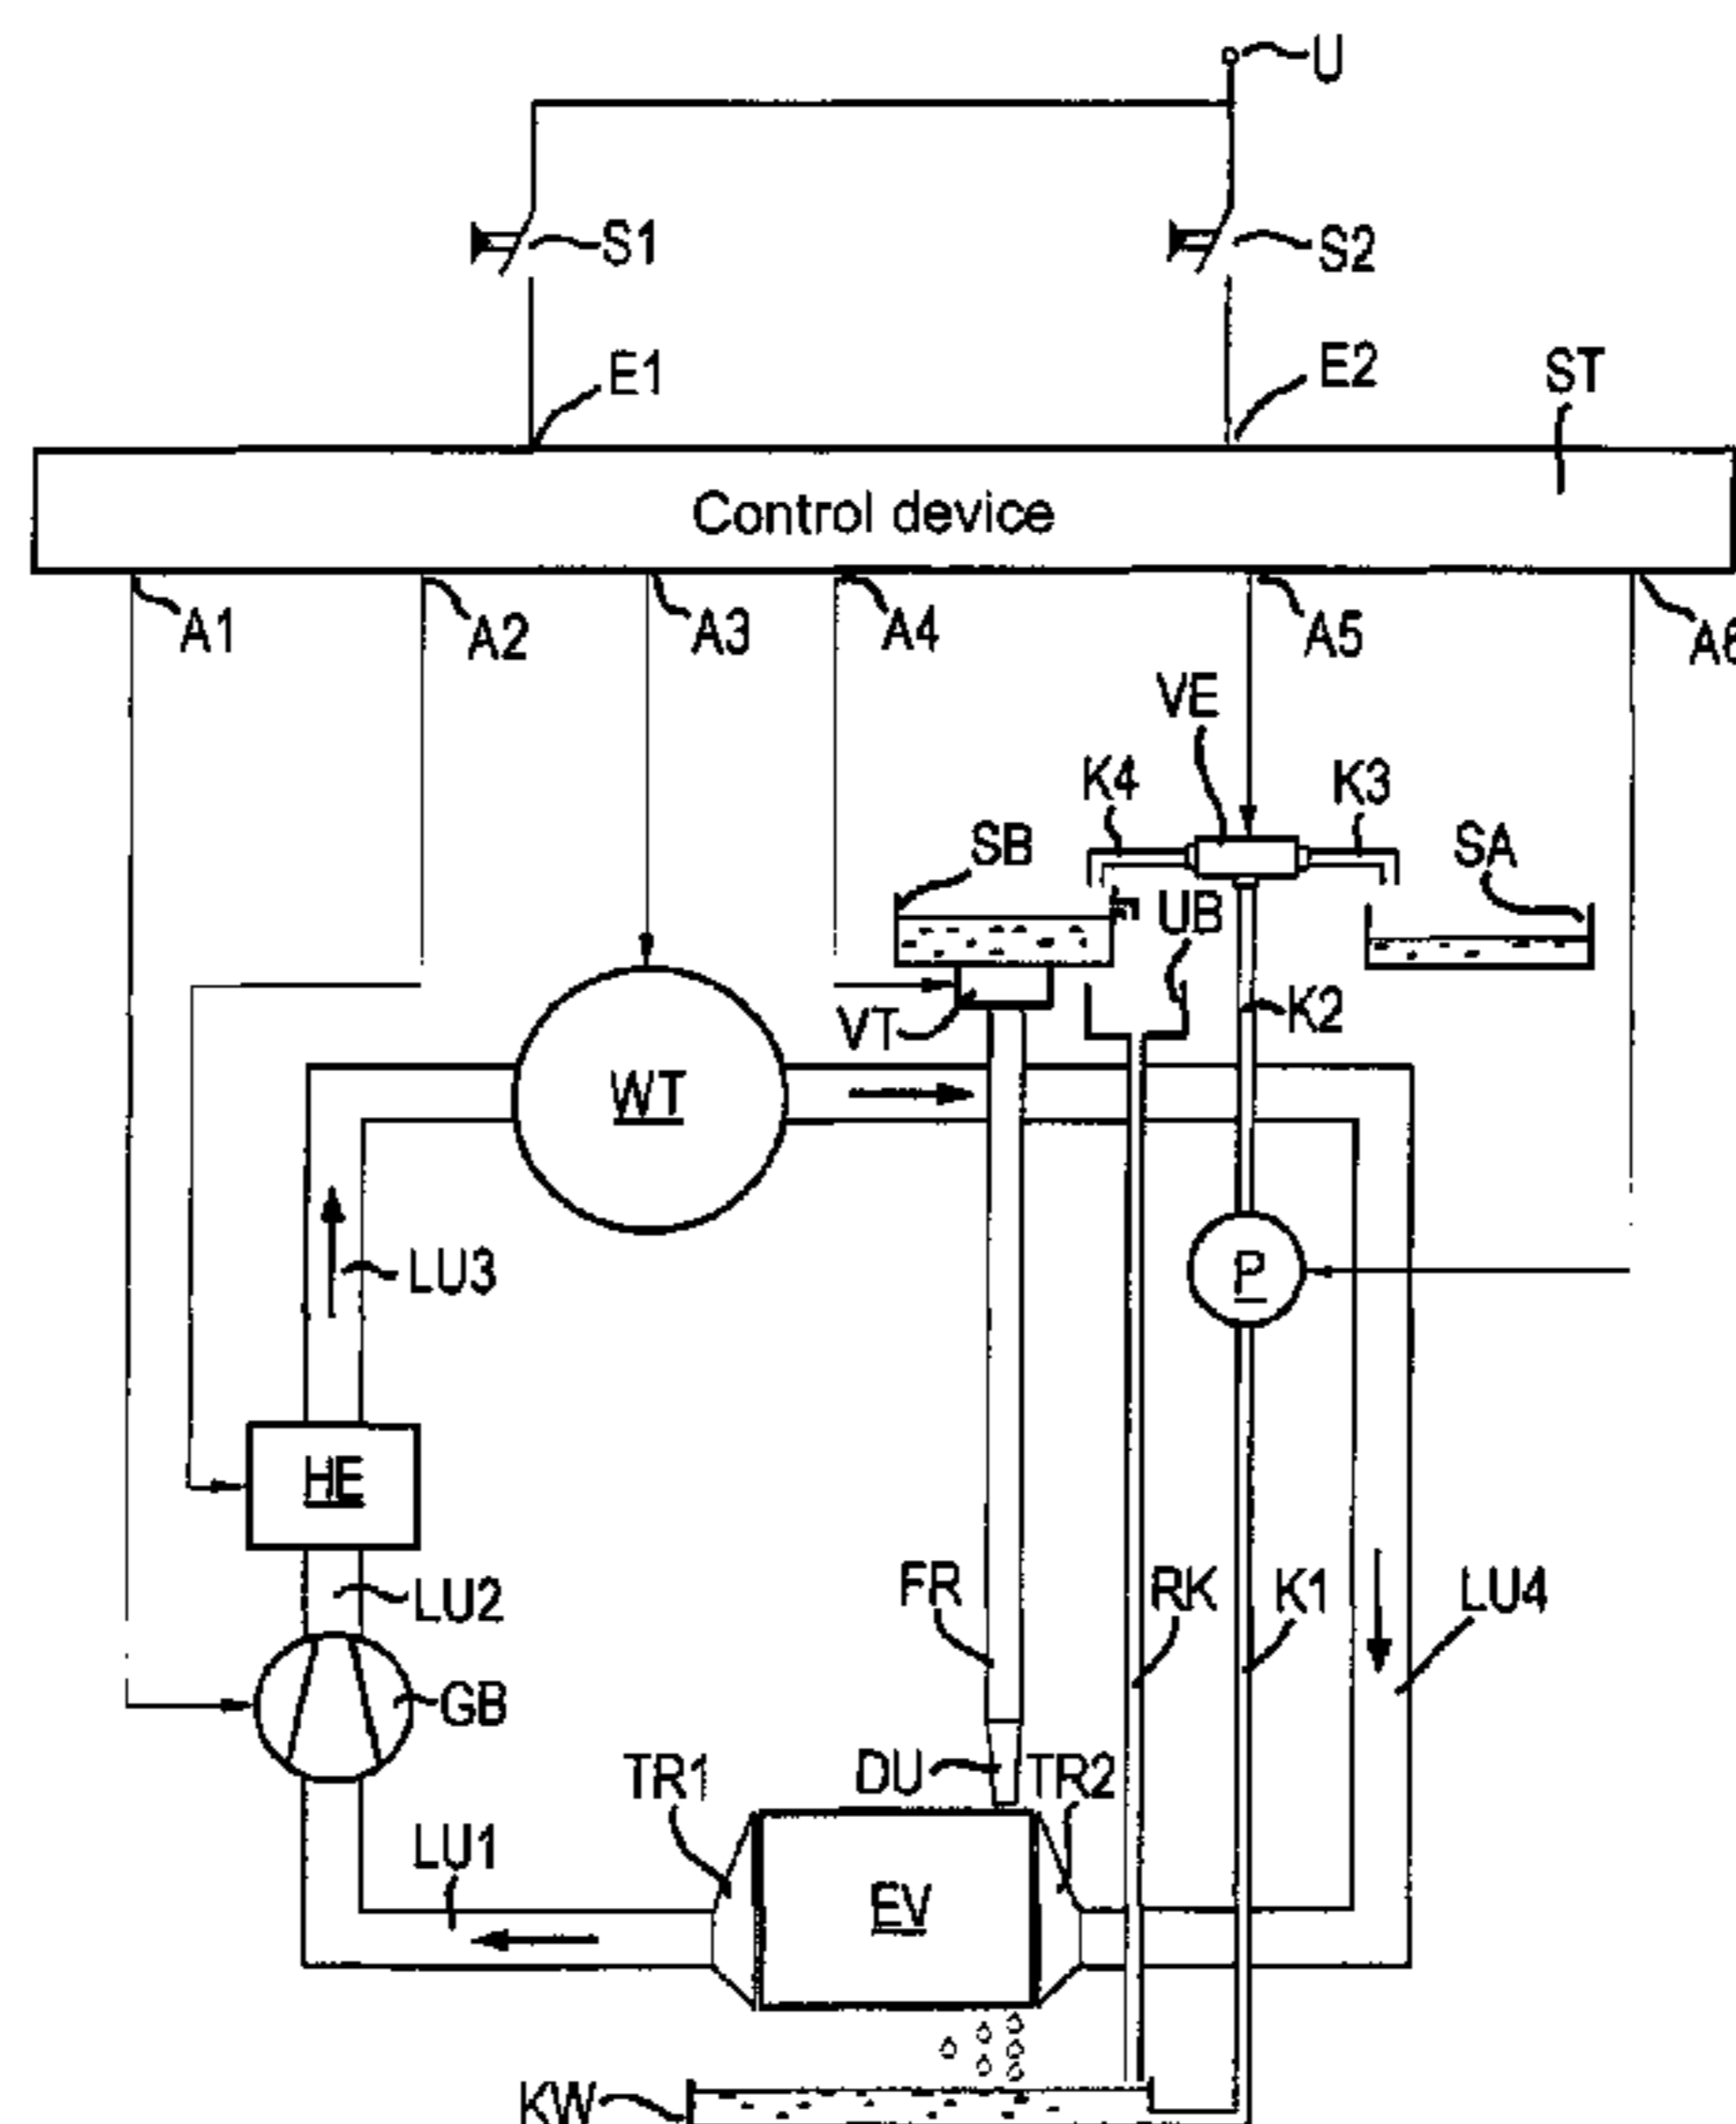 U
S1
S2
E1
E2
ST
Control device
A1
A2
A3
A4
A5
A6
VE
K4
K3
SB
SA
UB
K2
VT
WT
P
LU3
HE
LU2
FR
RK
K1
LU4
GB
TR1
DU
TR2
LU1
EV
KW